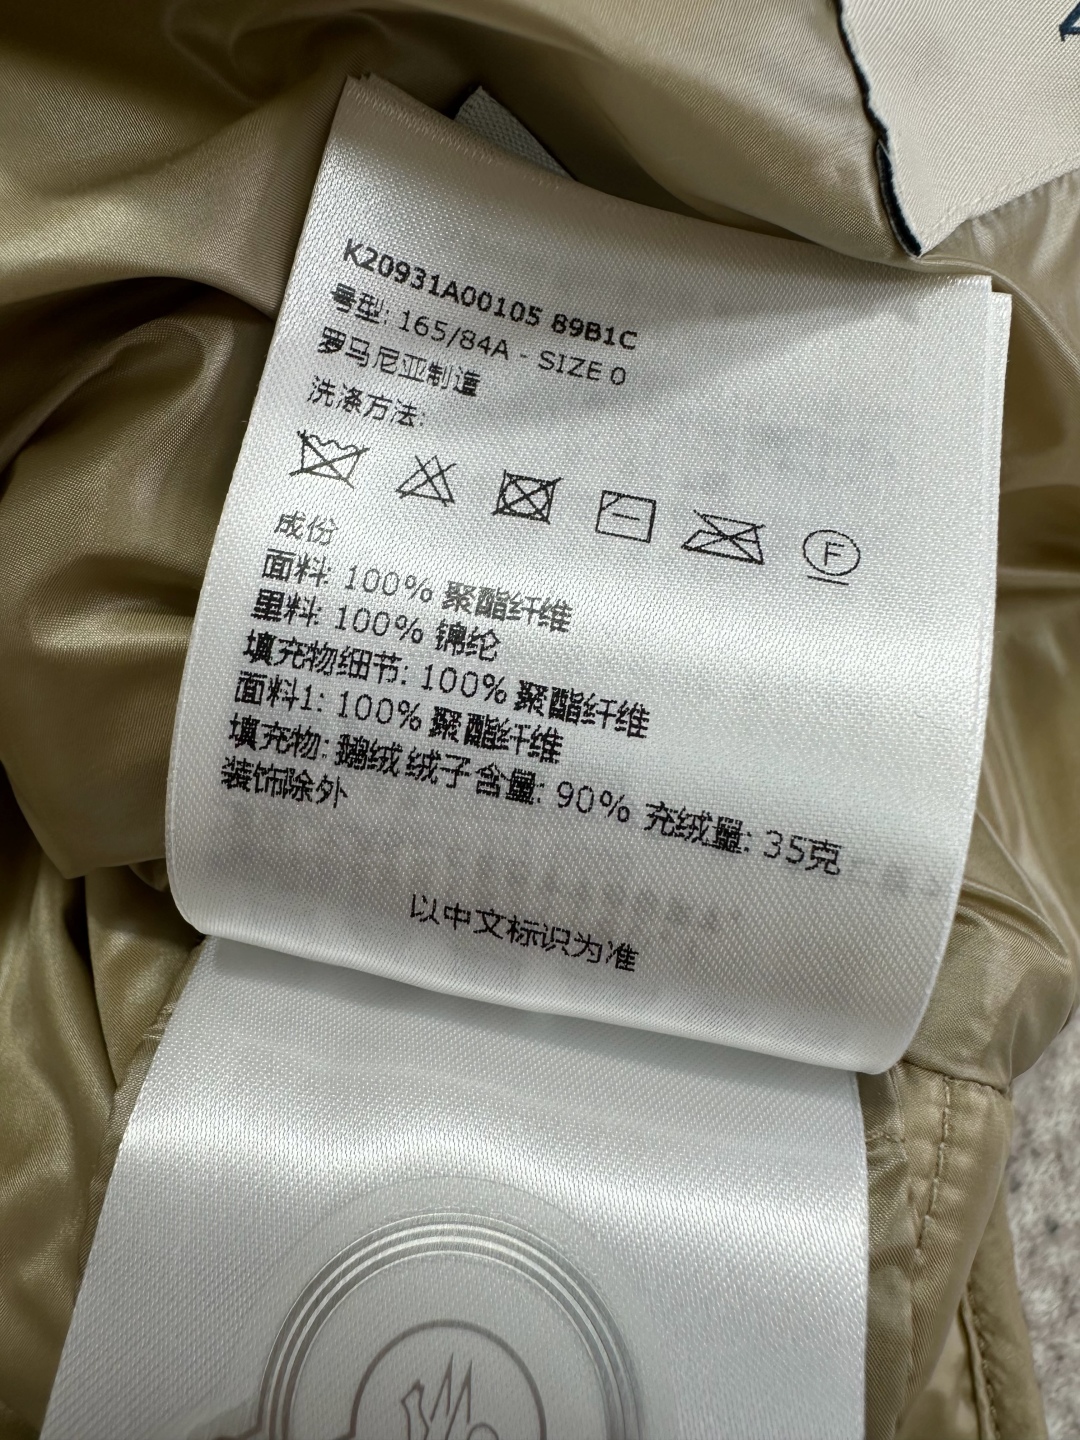 K20931A00105 89B1C
号型: 165/84A - SIZE 0
罗马尼亚制造
洗涤方法:
F
成份
面料: 100% 聚酯纤维
里料: 100% 锦纶
填充物细节: 100% 聚酯纤维
面料1: 100% 聚酯纤维
填充物: 鹅绒 绒子含量: 90% 充绒量: 35克
装饰除外
以中文标识为准